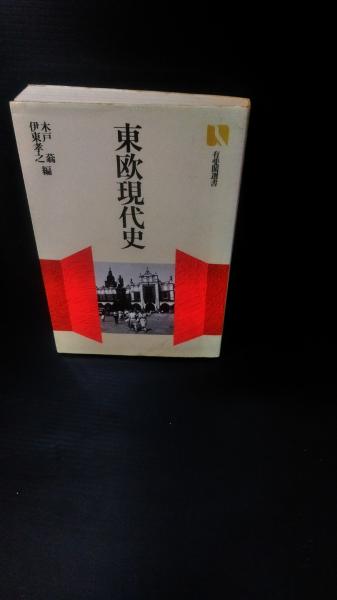 有斐閣選書
東欧現代史
木戸 蓊
伊東孝之 編